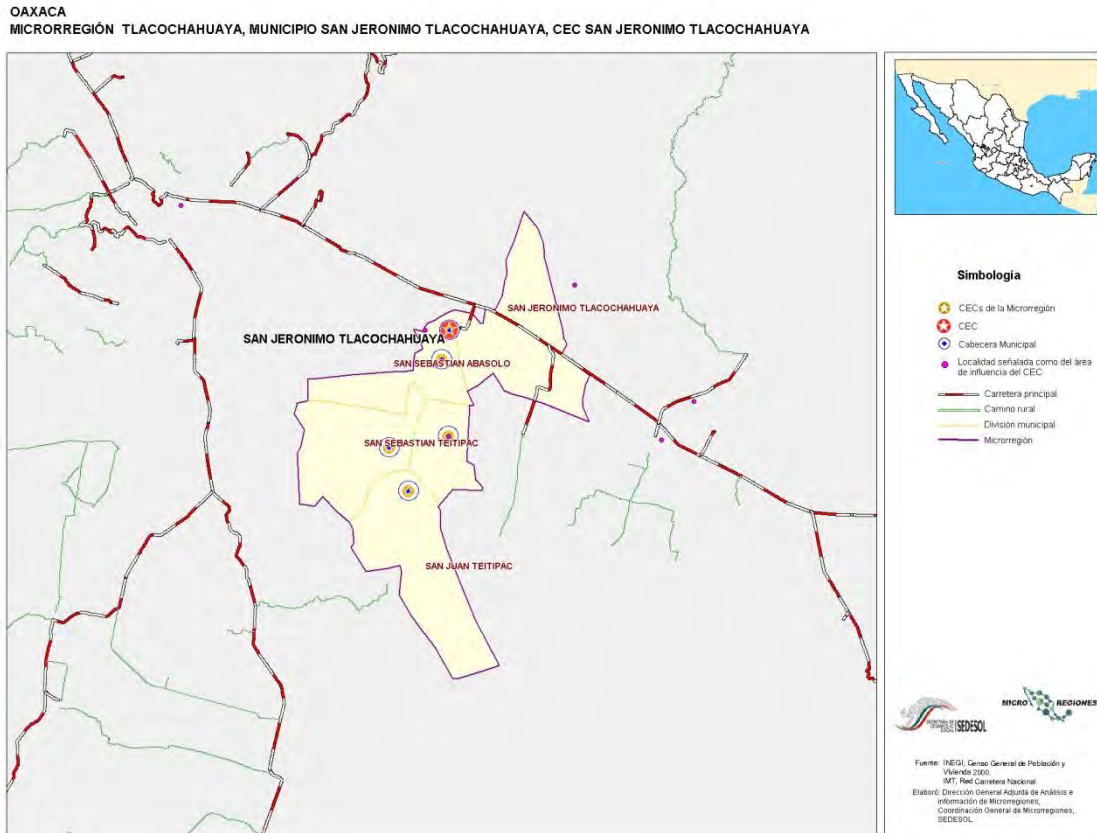 OAXACA
MICRORREGIÓN TLACOCHAHUAYA, MUNICIPIO SAN JERONIMO TLACOCHAHUAYA, CEC SAN JERONIMO TLACOCHAHUAYA
SAN JERONIMO TLACOCHAHUAYA
SAN JERONIMO TLACOCHAHUAYA
SAN SEBASTIAN ABASOLO
SAN SEBASTIAN TEITIPAC
SAN JUAN TEITIPAC
Simbología
CECs de la Microrregión
CEC
Cabecera Municipal
Localidad señalada como del área
de influencia del CEC
Carretera principal
Camino rural
División municipal
Microrregión
SECRETARÍA DE
DESARROLLO
SOCIAL
SEDESOL
MICRO REGIONES
Fuente: INEGI, Censo General de Población y
Vivienda 2000.
IMT, Red Carretera Nacional.
Elaboró: Dirección General Adjunta de Análisis e
información de Microrregiones,
Coordinación General de Microrregiones,
SEDESOL